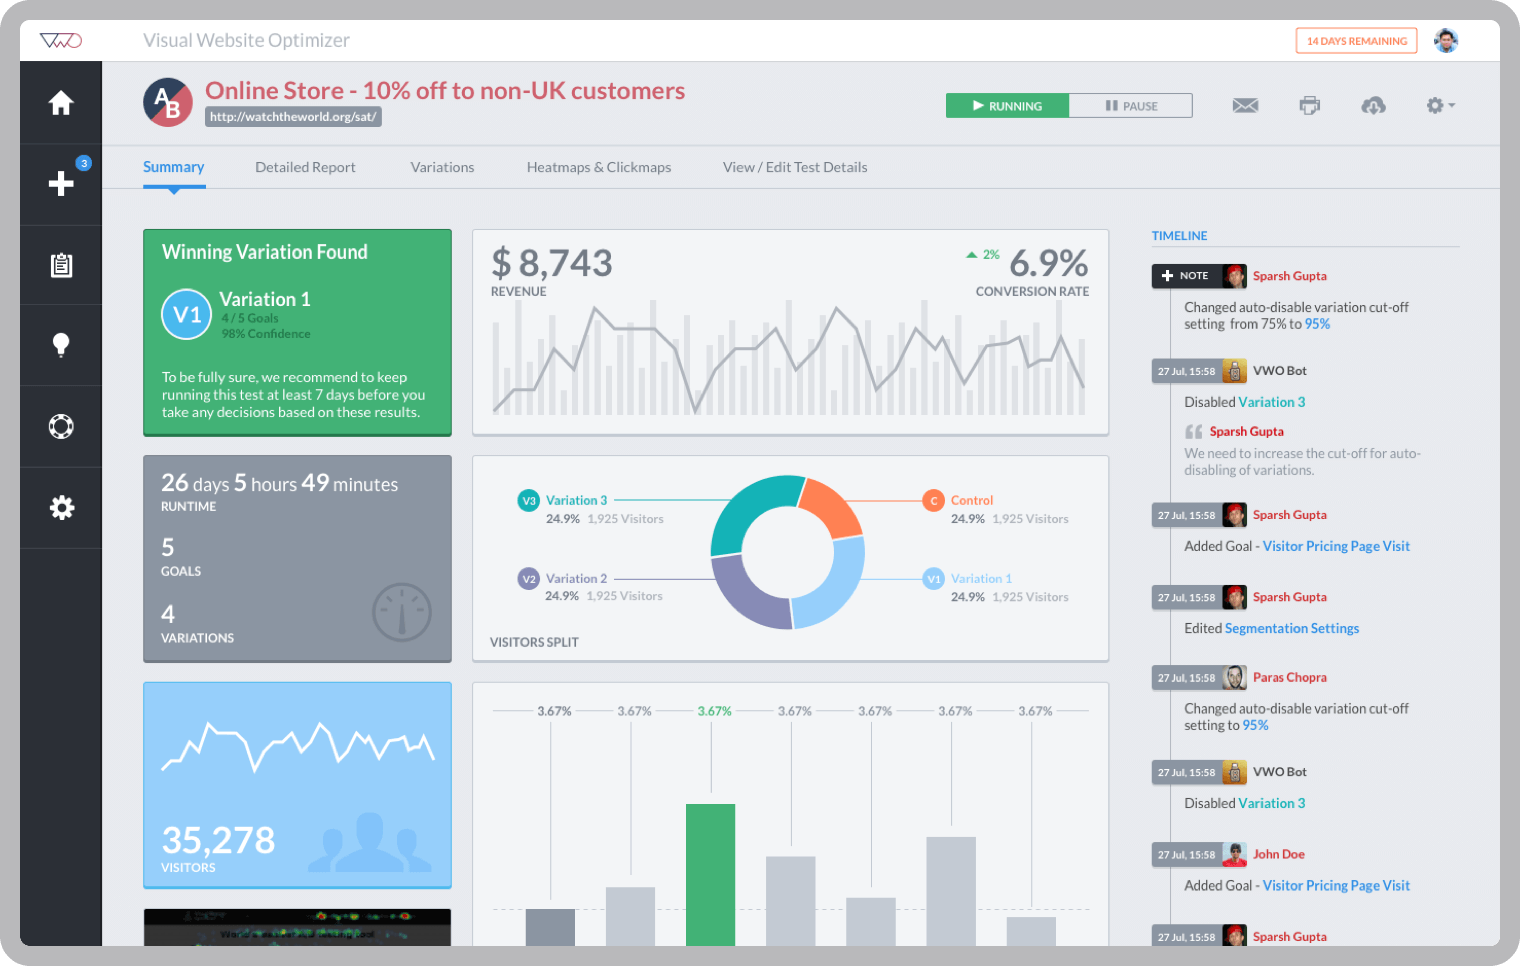 VWO
Visual Website Optimizer
14 DAYS REMAINING
A
B
Online Store - 10% off to non-UK customers
http://watchtheworld.org/sat/
RUNNING
PAUSE
3
Summary
Detailed Report
Variations
Heatmaps & Clickmaps
View / Edit Test Details
Winning Variation Found
V1
Variation 1
4 / 5 Goals
98% Confidence
To be fully sure, we recommend to keep
running this test at least 7 days before you
take any decisions based on these results.
$ 8,743
REVENUE
2%
6.9%
CONVERSION RATE
26 days 5 hours 49 minutes
RUNTIME
5
GOALS
4
VARIATIONS
V3 Variation 3
24.9% 1,925 Visitors
C Control
24.9% 1,925 Visitors
V2 Variation 2
24.9% 1,925 Visitors
V1 Variation 1
24.9% 1,925 Visitors
VISITORS SPLIT
35,278
VISITORS
3.67% 3.67% 3.67% 3.67% 3.67% 3.67% 3.67%
TIMELINE
NOTE
Sparsh Gupta
Changed auto-disable variation cut-off
setting from 75% to 95%
27 Jul, 15:58
VWO Bot
Disabled Variation 3
Sparsh Gupta
We need to increase the cut-off for auto-
disabling of variations.
27 Jul, 15:58
Sparsh Gupta
Added Goal - Visitor Pricing Page Visit
27 Jul, 15:58
Sparsh Gupta
Edited Segmentation Settings
27 Jul, 15:58
Paras Chopra
Changed auto-disable variation cut-off
setting to 95%
27 Jul, 15:58
VWO Bot
Disabled Variation 3
27 Jul, 15:58
John Doe
Added Goal - Visitor Pricing Page Visit
27 Jul, 15:58
Sparsh Gupta